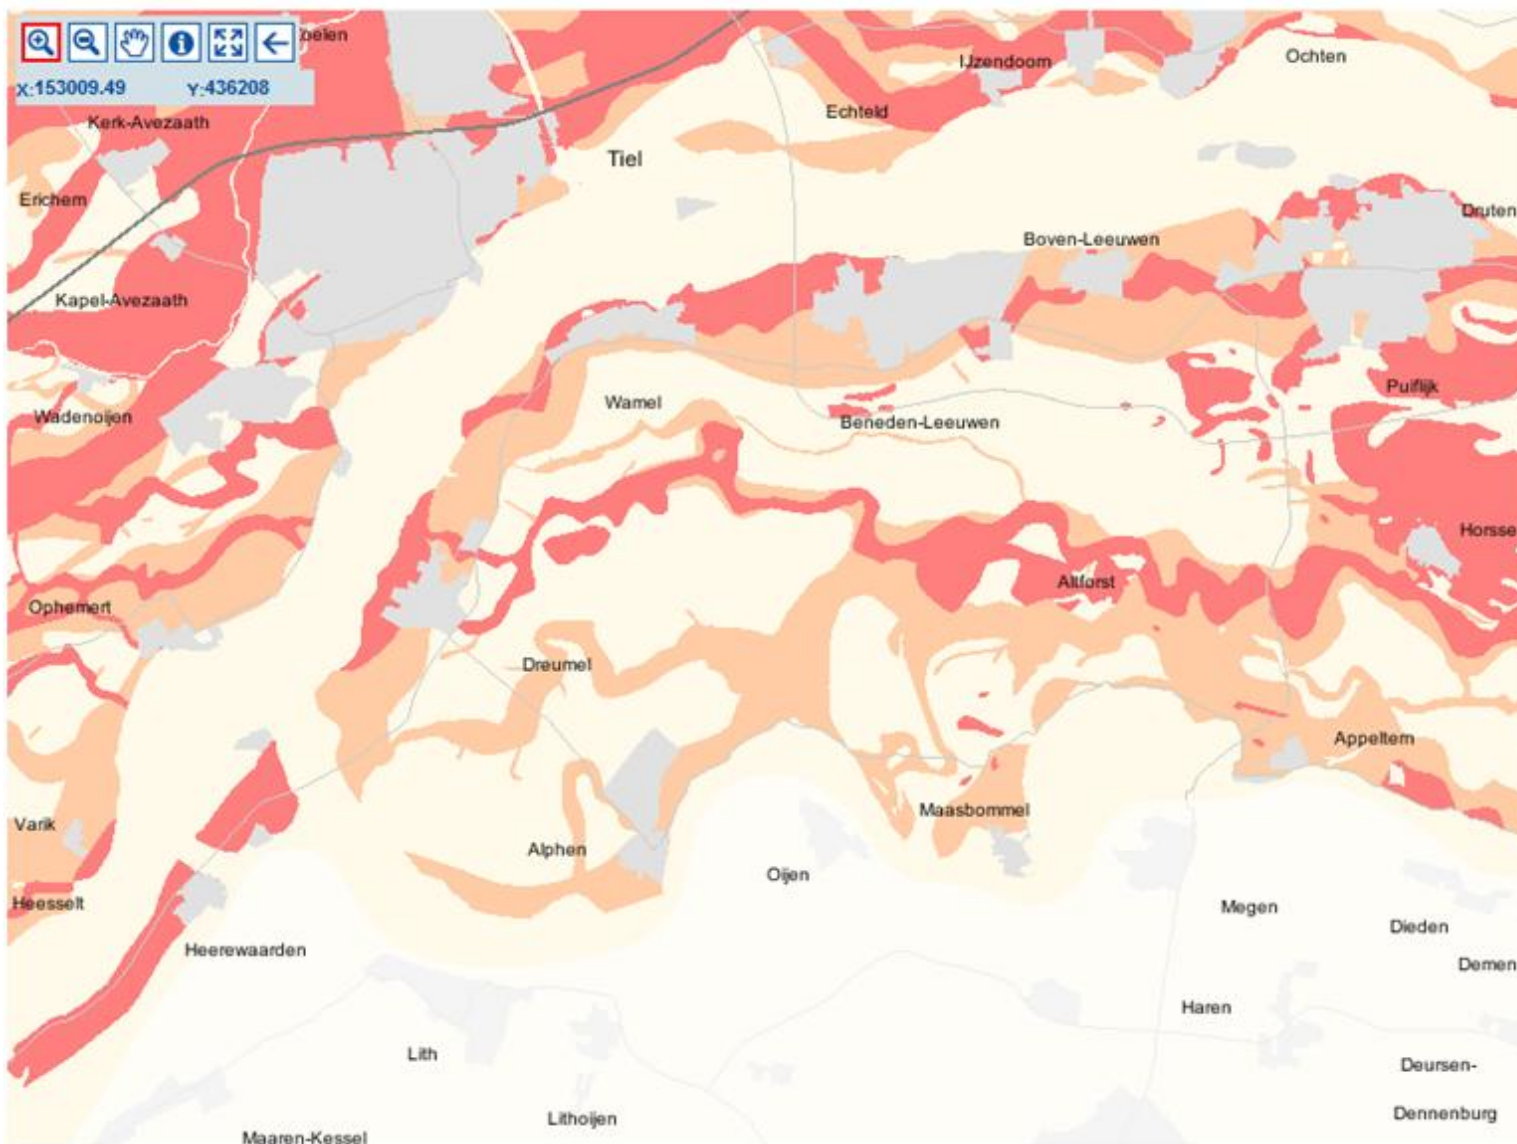 oelen
X:153009.49 Y:436208
IJzendoorn
Ochten
Echteld
Kerk-Avezaath
Tiel
Erichem
Druten
Boven-Leeuwen
Kapel-Avezaath
Puiflijk
Wamel
Wadenoijen
Beneden-Leeuwen
Horsse
Altforst
Ophemert
Dreumel
Appeltern
Maasbommel
Varik
Alphen
Oijen
Heesselt
Megen
Dieden
Heerewaarden
Demen
Haren
Lith
Deursen-
Dennenburg
Lithoijen
Maaren-Kessel